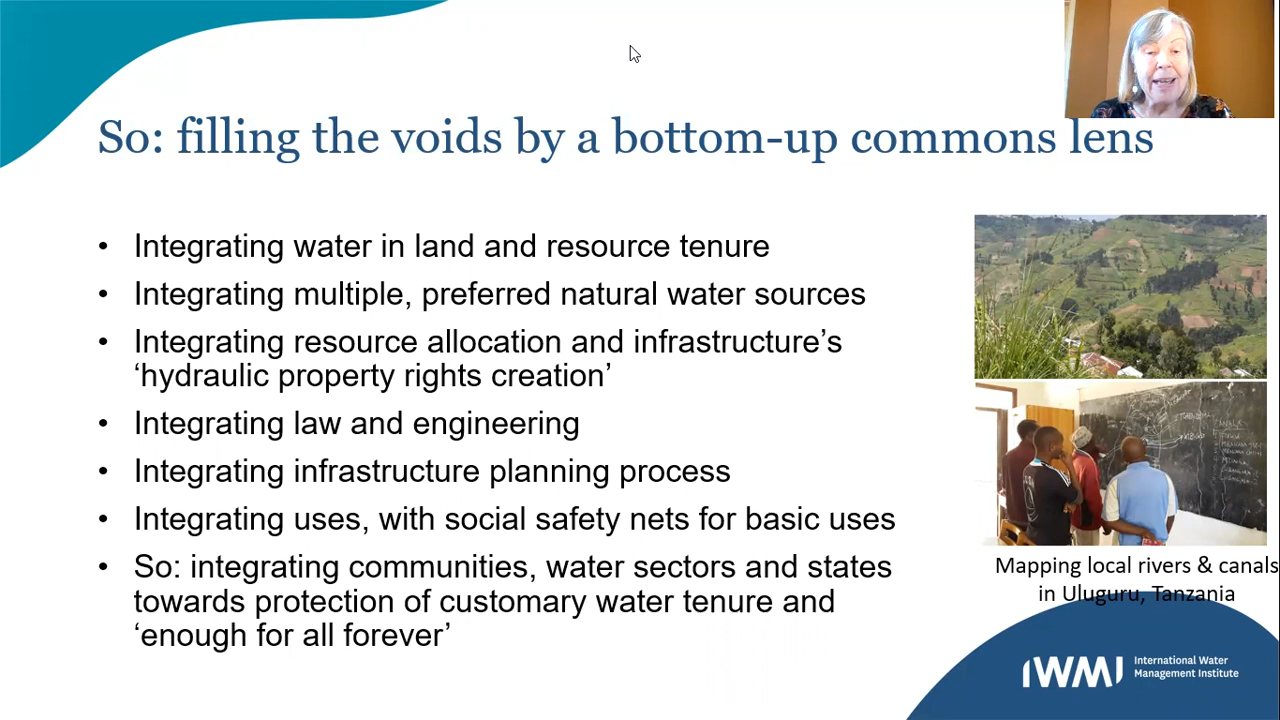 So: filling the voids by a bottom-up commons lens
• Integrating water in land and resource tenure
• Integrating multiple, preferred natural water sources
• Integrating resource allocation and infrastructure’s
‘hydraulic property rights creation’
• Integrating law and engineering
• Integrating infrastructure planning process
• Integrating uses, with social safety nets for basic uses
• So: integrating communities, water sectors and states
towards protection of customary water tenure and
‘enough for all forever’
Mapping local rivers & canals
in Uluguru, Tanzania
IWMI
International Water
Management Institute